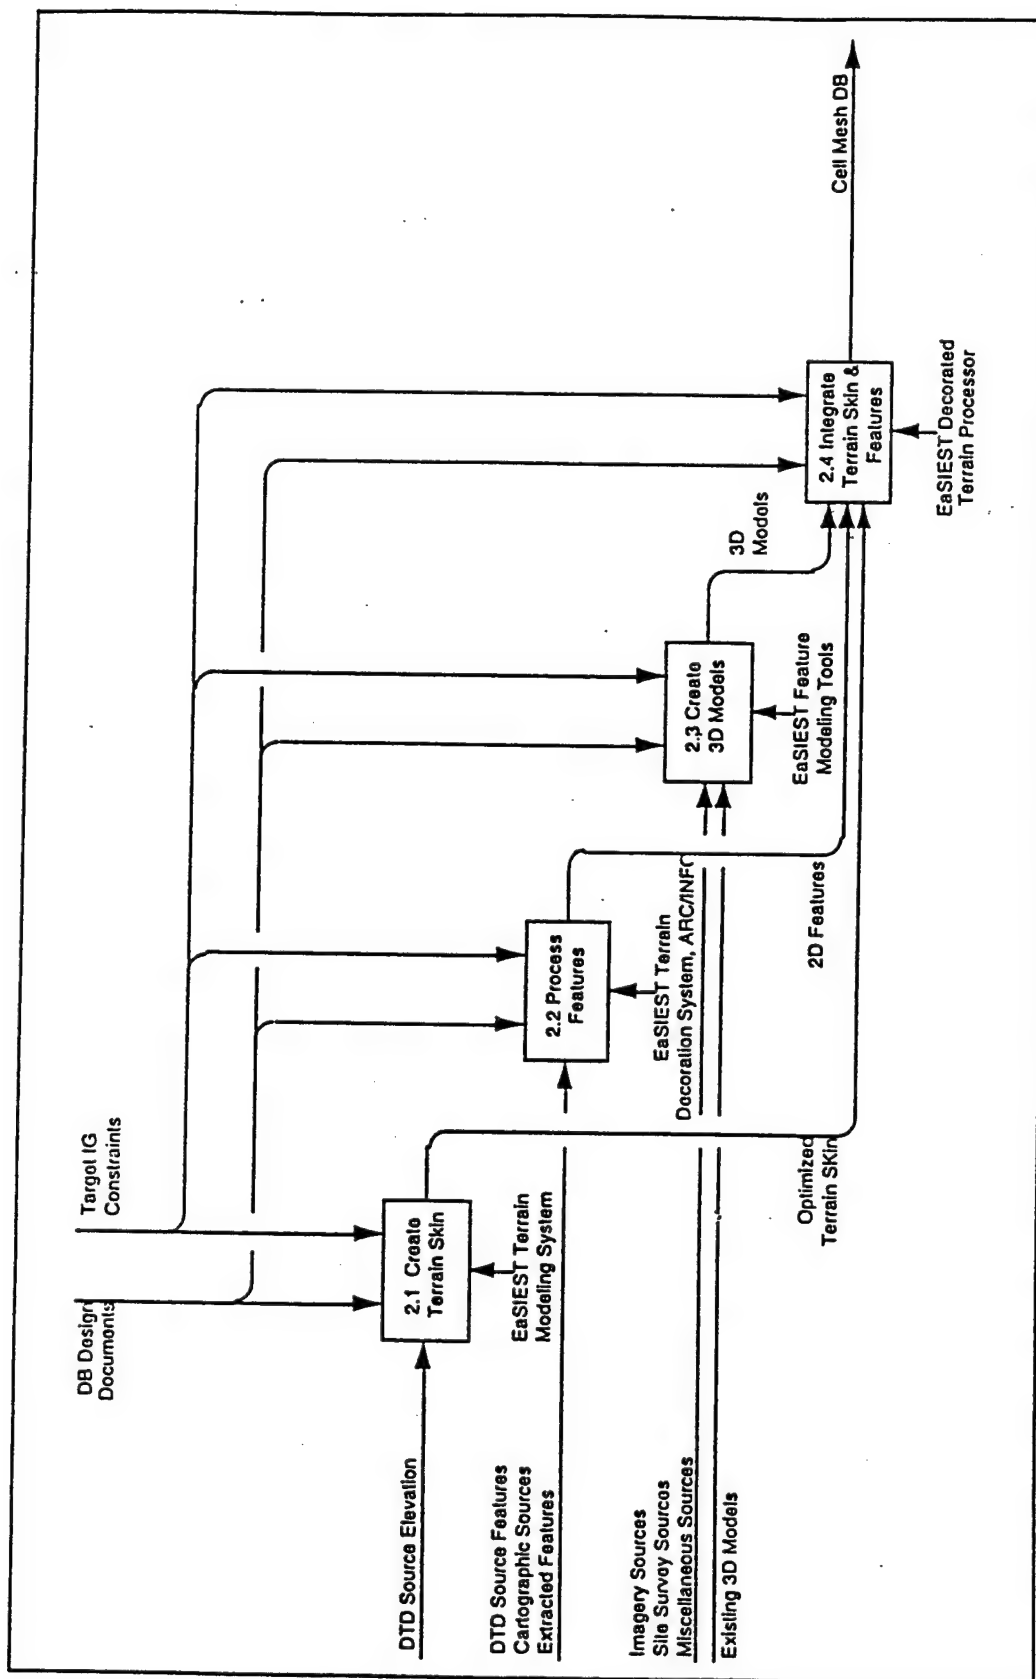 DB Design
Documents
Target IG
Constraints
DTD Source Elevation
2.1 Create
Terrain Skin
EaSIEST Terrain
Modeling System
DTD Source Features
Cartographic Sources
Extracted Features
2.2 Process
Features
EaSIEST Terrain
Decoration System, ARC/INFO
Imagery Sources
Site Survey Sources
Miscellaneous Sources
Existing 3D Models
2.3 Create
3D Models
EaSIEST Feature
Modeling Tools
3D
Models
Optimized
Terrain SKin
2D Features
2.4 Integrate
Terrain Skin &
Features
EaSIEST Decorated
Terrain Processor
Cell Mesh DB